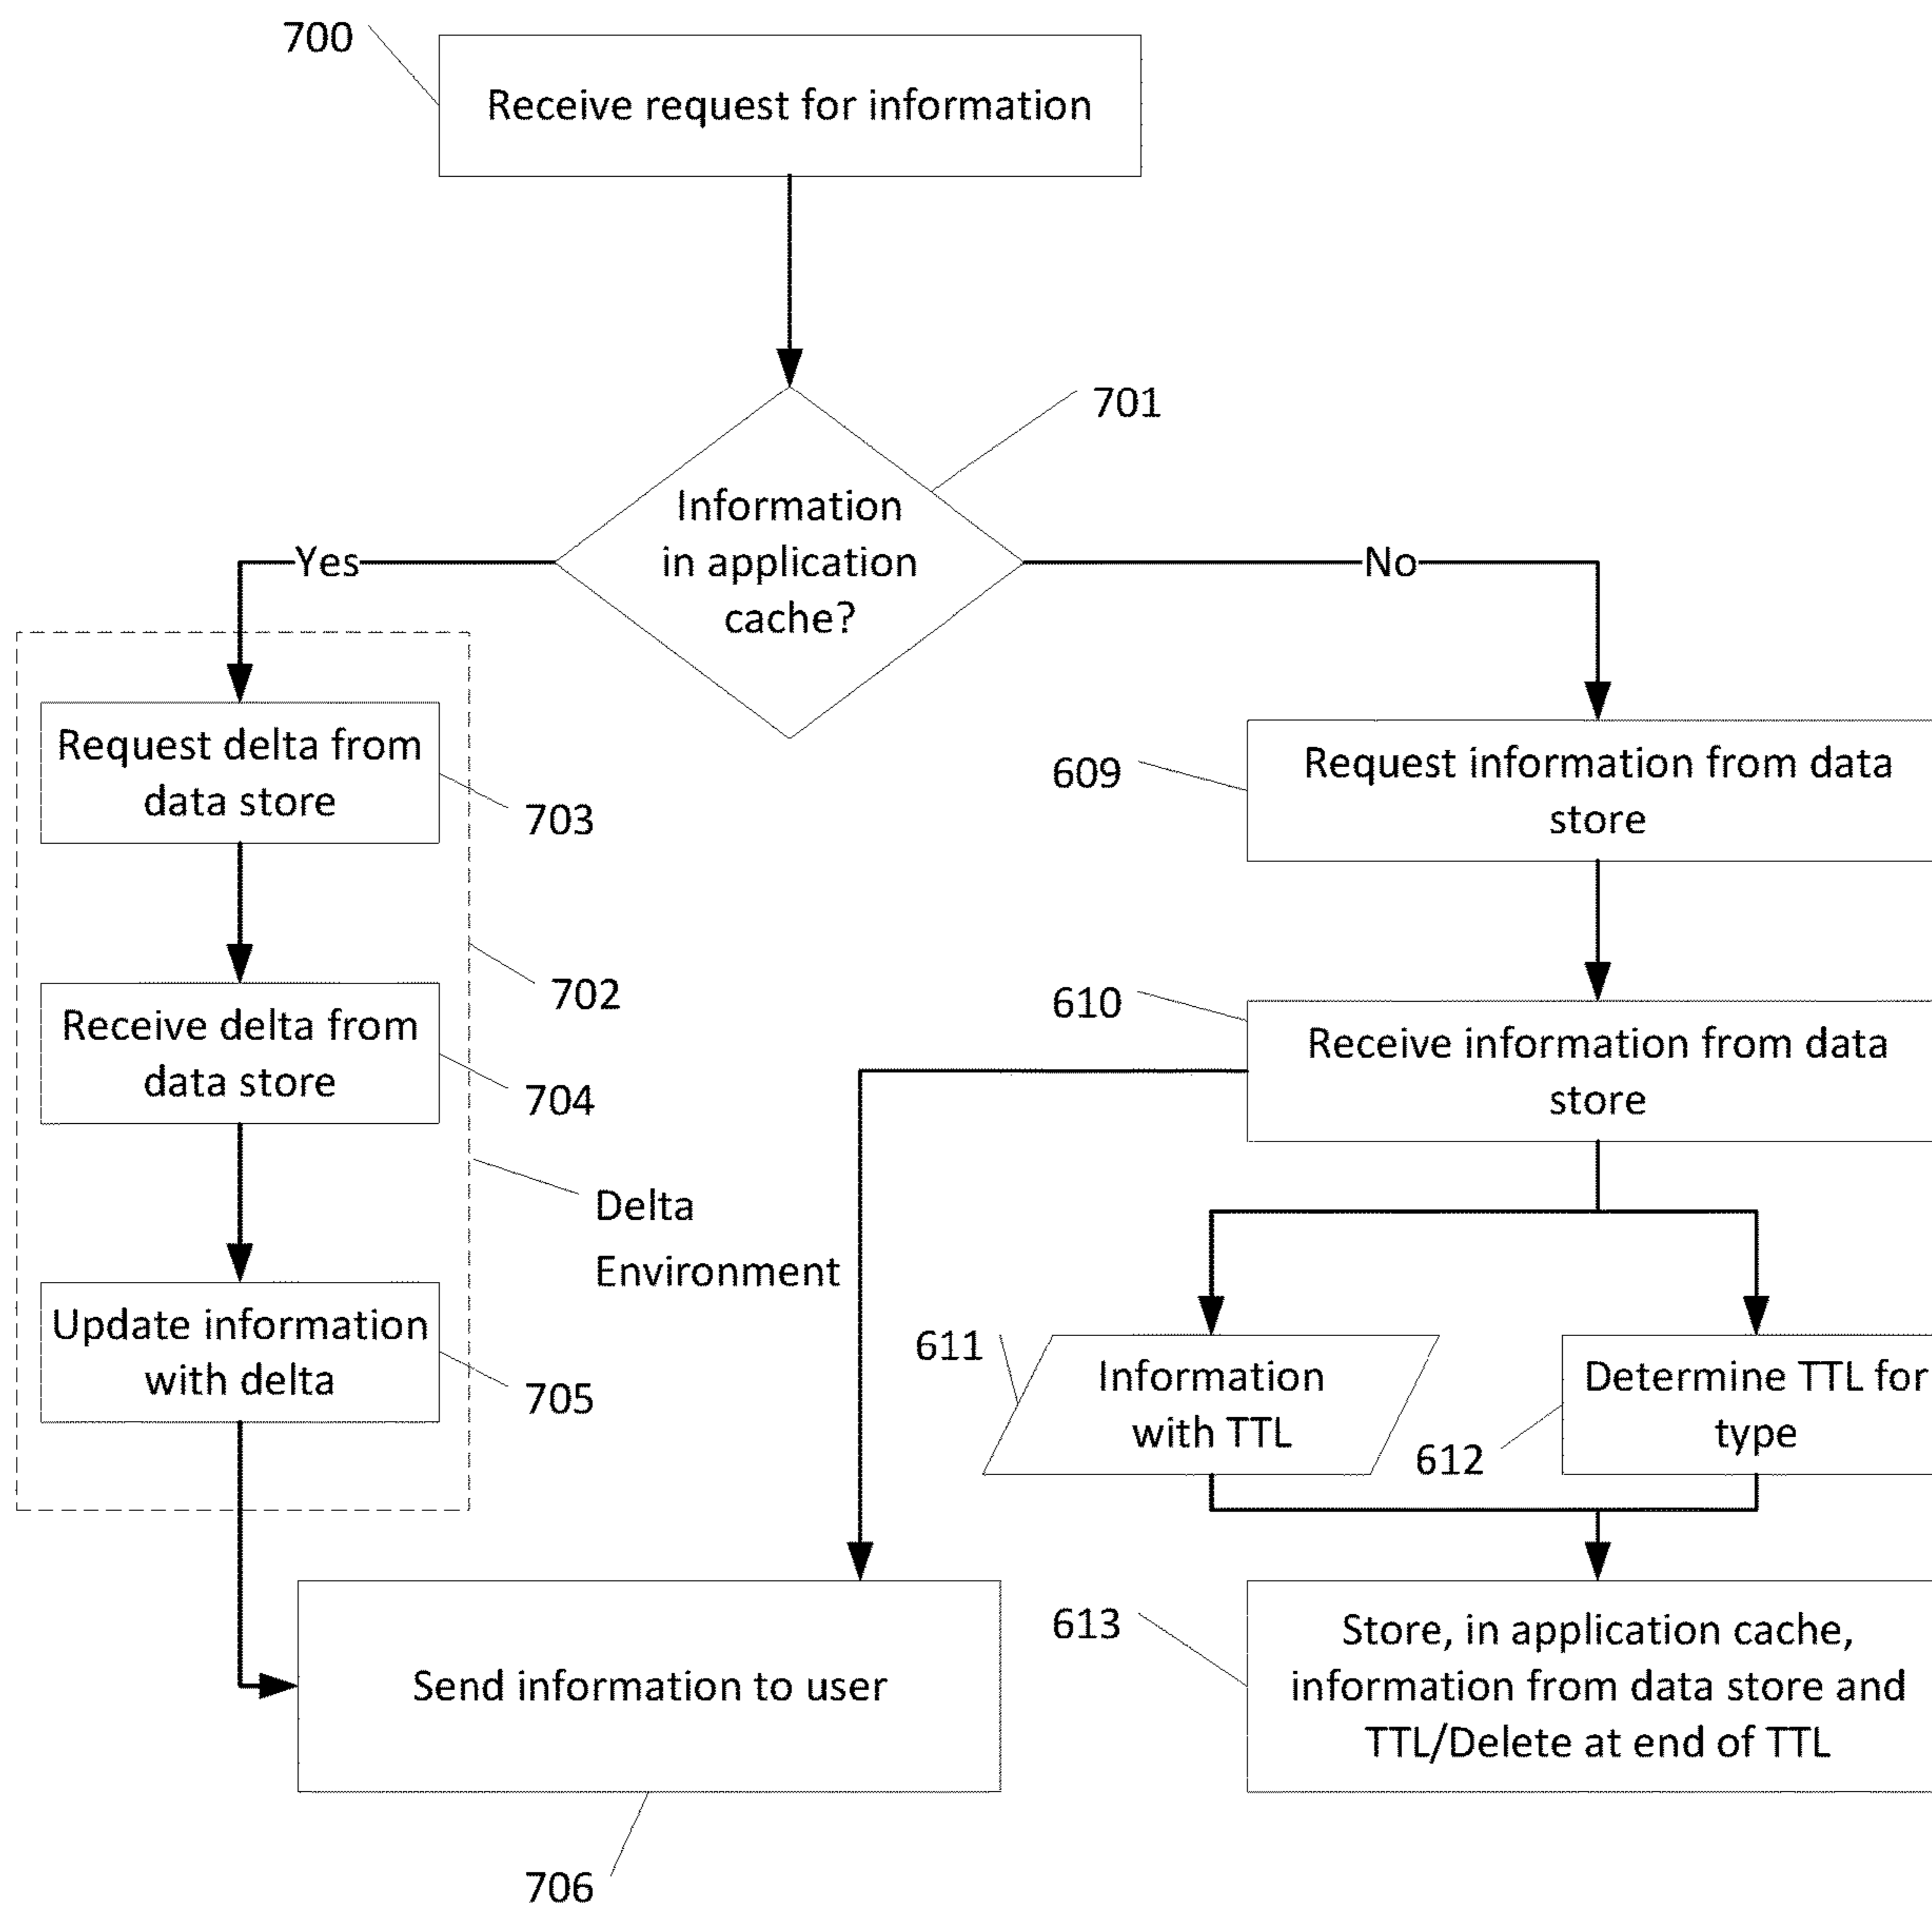 700
Receive request for information
701
Information
in application
cache?
Yes
No
Request delta from
data store
703
609
Request information from data
store
702
Receive delta from
data store
704
610
Receive information from data
store
Delta
Environment
Update information
with delta
705
611
Information
with TTL
612
Determine TTL for
type
Send information to user
613
Store, in application cache,
information from data store and
TTL/Delete at end of TTL
706